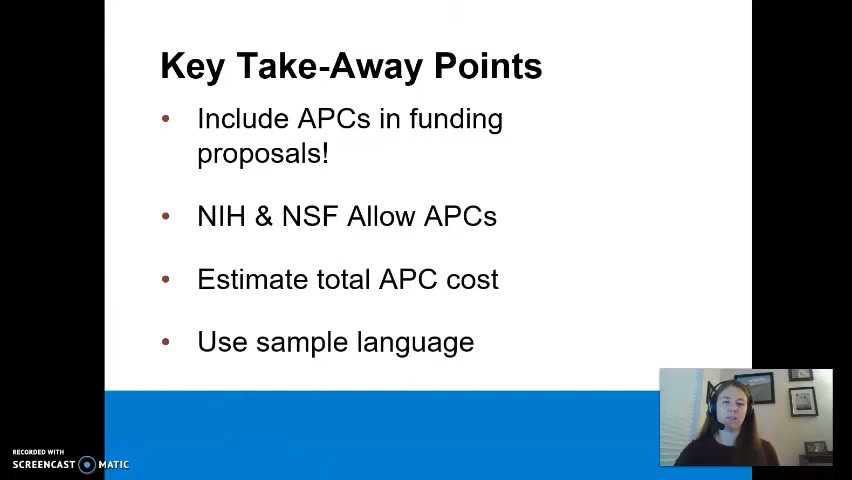 Key Take-Away Points
• Include APCs in funding
proposals!
• NIH & NSF Allow APCs
• Estimate total APC cost
• Use sample language
RECORDED WITH
SCREENCAST MATIC